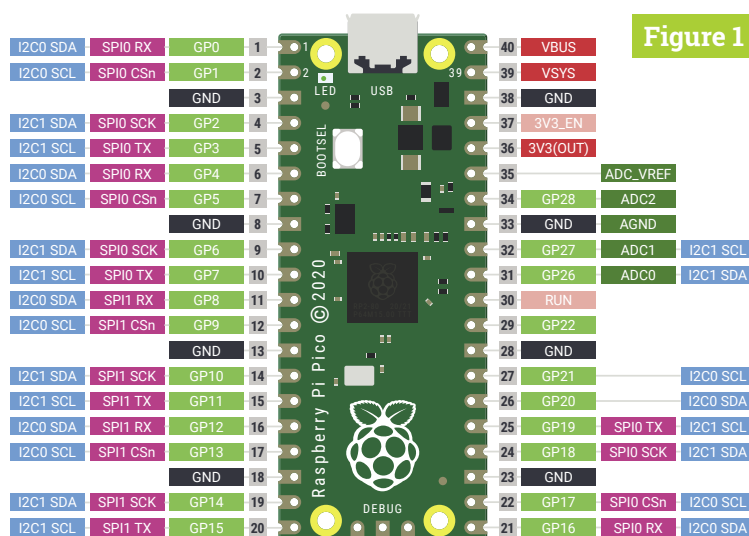 Figure 1
I2C0 SDA SPI0 RX GP0 1 1 40 VBUS
I2C0 SCL SPI0 CSn GP1 2 2 39 39 VSYS
LED USB
GND 3 38 GND
I2C1 SDA SPI0 SCK GP2 4 37 3V3_EN
I2C1 SCL SPI0 TX GP3 5 36 3V3(OUT)
BOOTSEL
I2C0 SDA SPI0 RX GP4 6 35 ADC_VREF
I2C0 SCL SPI0 CSn GP5 7 34 GP28 ADC2
GND 8 33 GND AGND
I2C1 SDA SPI0 SCK GP6 9 32 GP27 ADC1 I2C1 SCL
I2C1 SCL SPI0 TX GP7 10 31 GP26 ADC0 I2C1 SDA
I2C0 SDA SPI1 RX GP8 11 30 RUN
I2C0 SCL SPI1 CSn GP9 12 29 GP22
GND 13 28 GND
I2C1 SDA SPI1 SCK GP10 14 27 GP21 I2C0 SCL
I2C1 SCL SPI1 TX GP11 15 26 GP20 I2C0 SDA
I2C0 SDA SPI1 RX GP12 16 25 GP19 SPI0 TX I2C1 SCL
I2C0 SCL SPI1 CSn GP13 17 24 GP18 SPI0 SCK I2C1 SDA
Raspberry Pi Pico ©2020
GND 18 23 GND
I2C1 SDA SPI1 SCK GP14 19 22 GP17 SPI0 CSn I2C0 SCL
DEBUG
I2C1 SCL SPI1 TX GP15 20 21 GP16 SPI0 RX I2C0 SDA